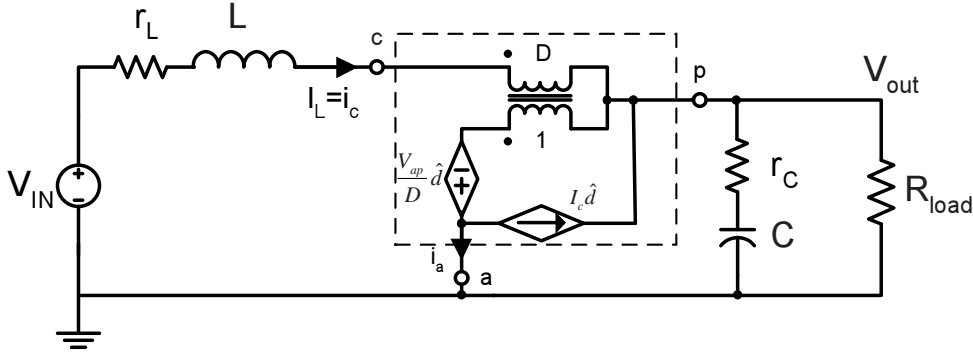 r_L L c D p V_out
I_L=i_c
1
V_IN + -
V_ap/D d̂ - + I_c d̂ r_C R_load
C
i_a a